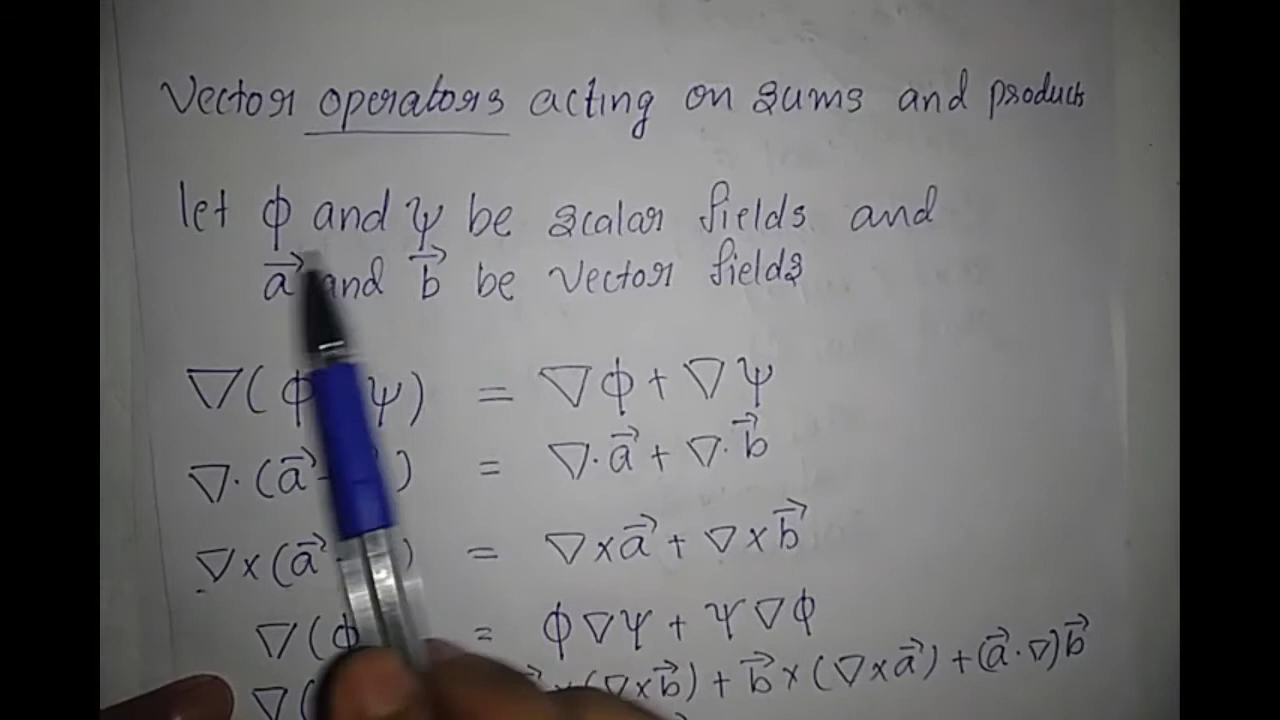 Vector operators acting on sums and products
let ϕ and ψ be scalar fields and
a⃗ and b⃗ be vector fields
∇(ϕ ψ) = ∇ϕ + ∇ψ
∇·(a⃗ ) = ∇·a⃗ + ∇·b⃗
∇×(a⃗ ) = ∇×a⃗ + ∇×b⃗
∇(ϕ = ϕ∇ψ + ψ∇ϕ
∇( ×(∇×b⃗) + b⃗×(∇×a⃗) + (a⃗·∇)b⃗